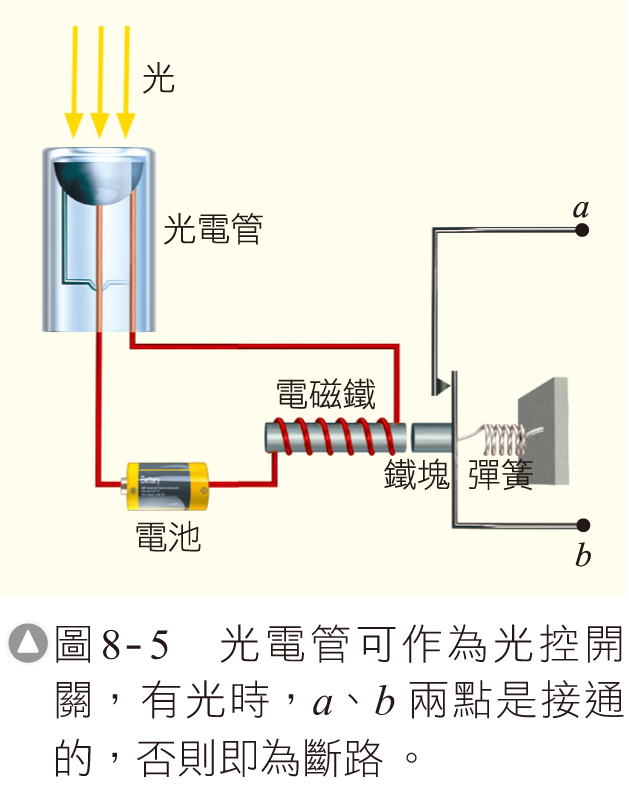 光
光電管
a
電磁鐵
鐵塊
彈簧
Battery
電池
b
圖8-5 光電管可作為光控開
關，有光時，a、b 兩點是接通
的，否則即為斷路。